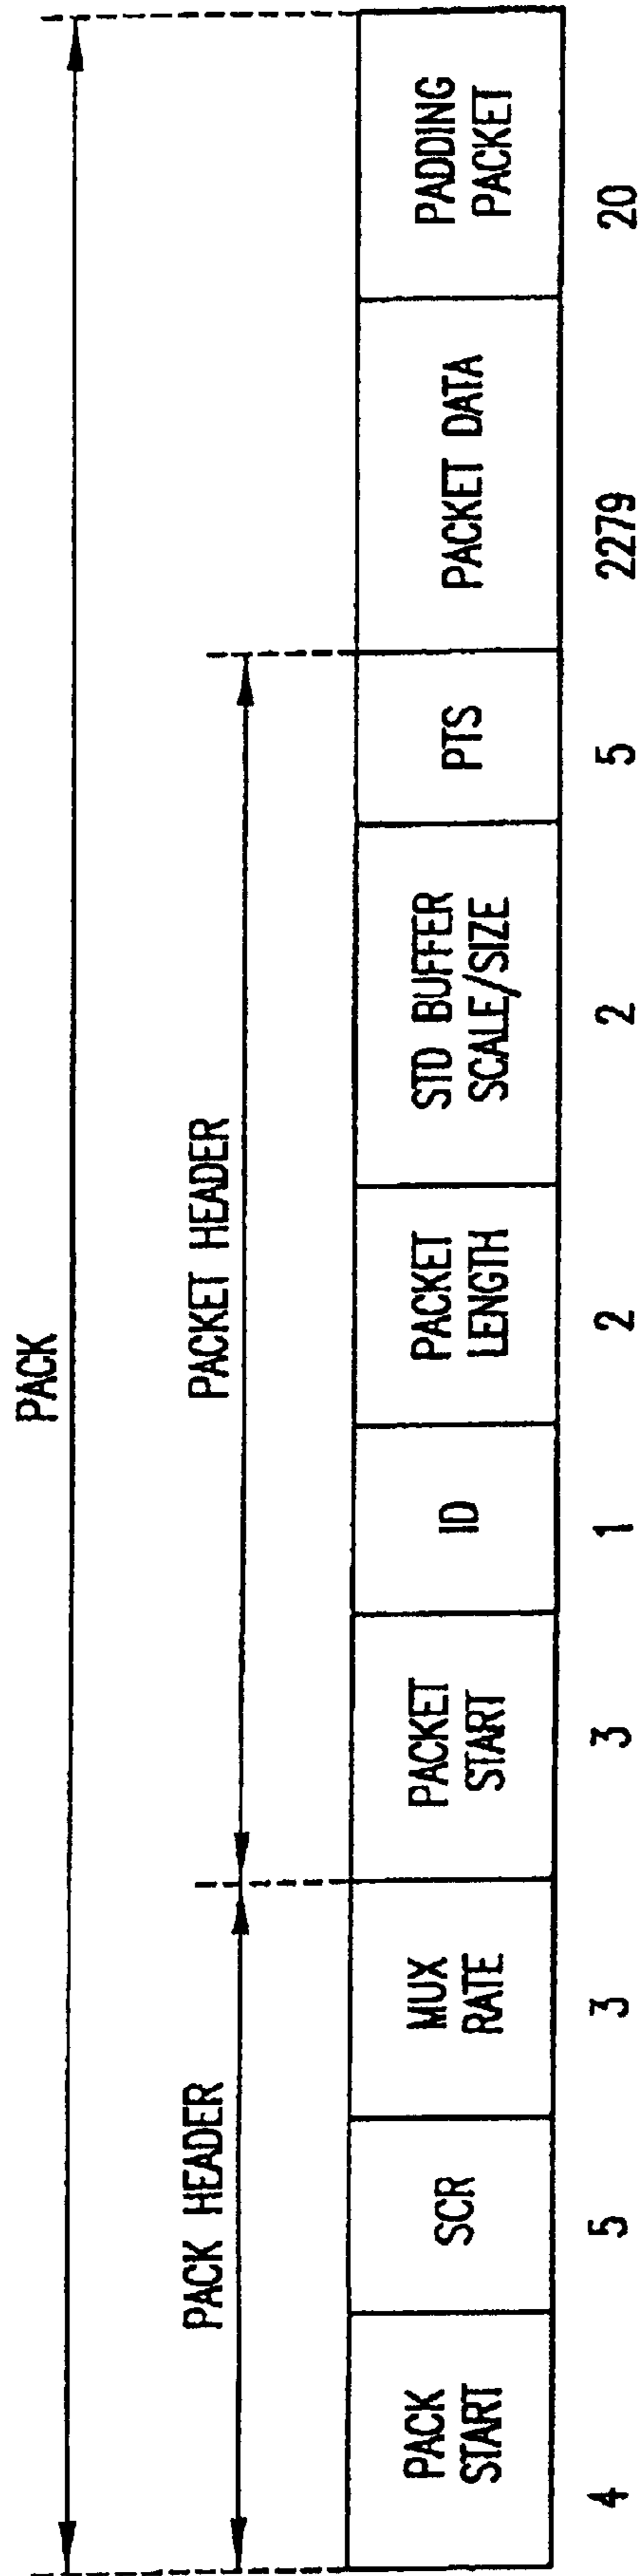 PACK
PACK HEADER
PACKET HEADER
PACK
START
SCR
MUX
RATE
PACKET
START
ID
PACKET
LENGTH
STD BUFFER
SCALE/SIZE
PTS
PACKET DATA
PADDING
PACKET
4
5
3
3
1
2
2
5
2279
20